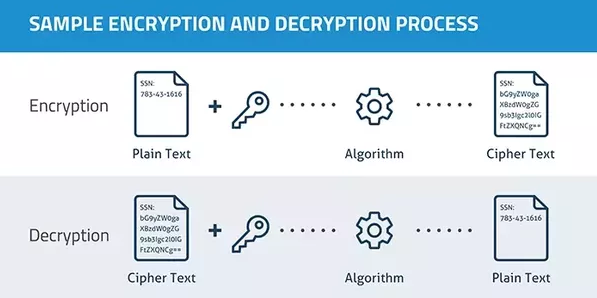 SAMPLE ENCRYPTION AND DECRYPTION PROCESS
Encryption
SSN:
783-43-1616
Plain Text
Algorithm
SSN:
bG9yZW0ga
XBzdW0gZG
9sb3Igc2l0IG
FtZXQNCg==
Cipher Text
Decryption
SSN:
bG9yZW0ga
XBzdW0gZG
9sb3Igc2l0IG
FtZXQNCg==
Cipher Text
Algorithm
SSN:
783-43-1616
Plain Text